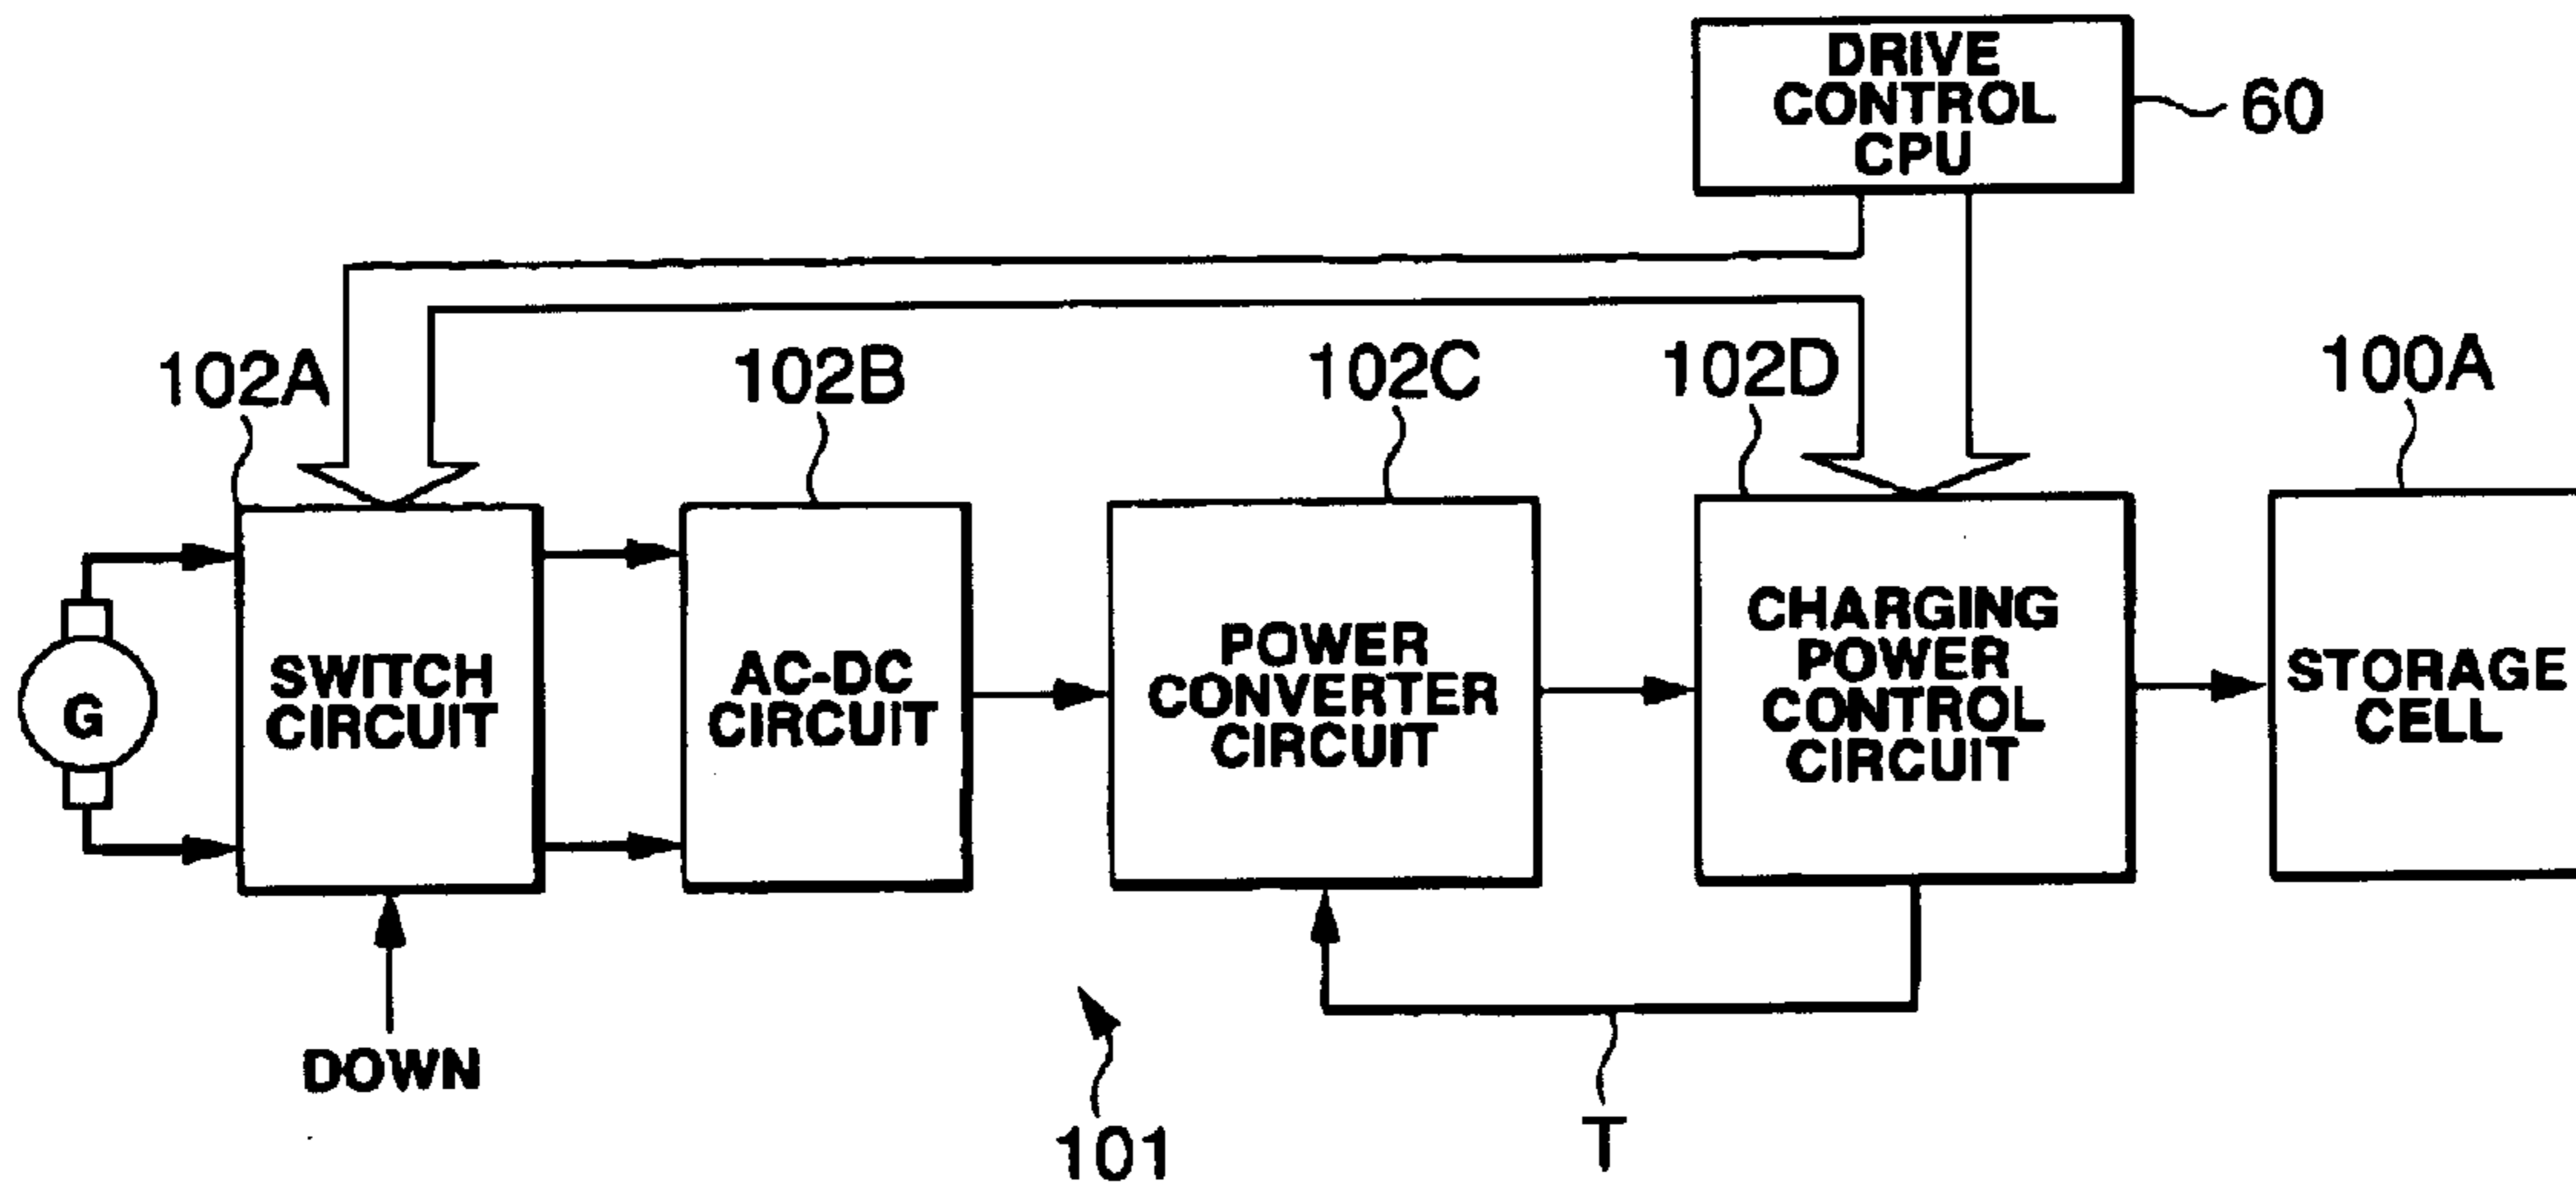 DRIVE
CONTROL
CPU
60
102A
102B
102C
102D
100A
G
SWITCH
CIRCUIT
AC-DC
CIRCUIT
POWER
CONVERTER
CIRCUIT
CHARGING
POWER
CONTROL
CIRCUIT
STORAGE
CELL
DOWN
101
T